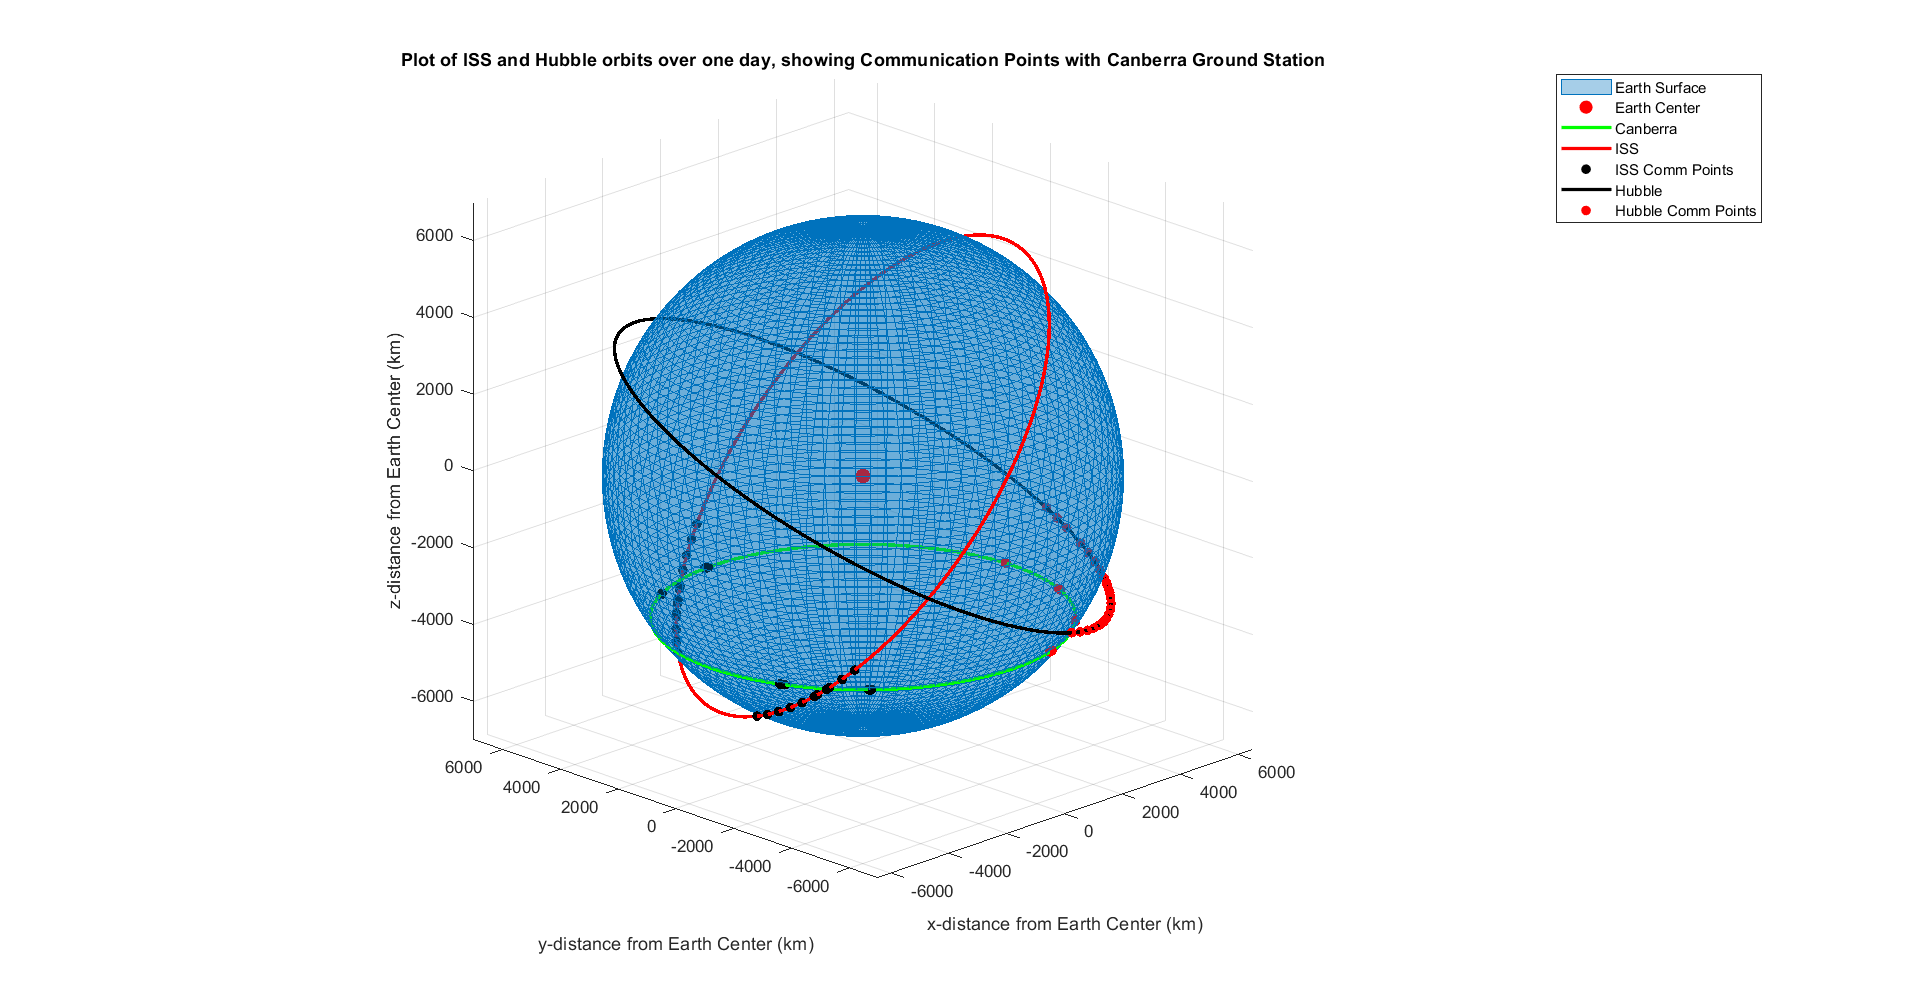 Plot of ISS and Hubble orbits over one day, showing Communication Points with Canberra Ground Station
Earth Surface
Earth Center
Canberra
ISS
ISS Comm Points
Hubble
Hubble Comm Points
z-distance from Earth Center (km)
6000
4000
2000
0
-2000
-4000
-6000
6000
4000
2000
0
-2000
-4000
-6000
y-distance from Earth Center (km)
-6000
-4000
-2000
0
2000
4000
6000
x-distance from Earth Center (km)